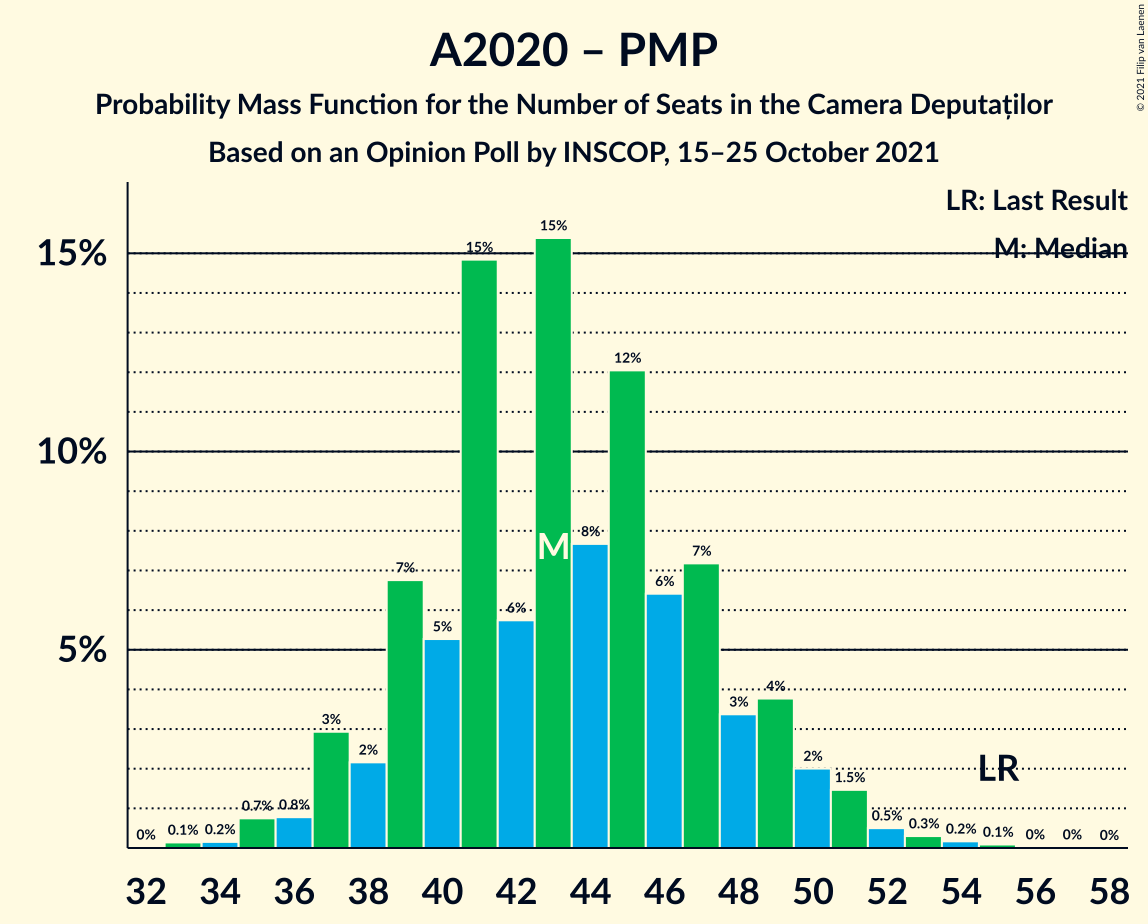 A2020 – PMP
Probability Mass Function for the Number of Seats in the Camera Deputaților
Based on an Opinion Poll by INSCOP, 15–25 October 2021
© 2021 Filip van Laenen
LR: Last Result
M: Median
15%
10%
5%
0% 0.1% 0.2% 0.7% 0.8% 3% 2% 7% 5% 15% 6% 15% 8% 12% 6% 7% 3% 4% 2% 1.5% 0.5% 0.3% 0.2% 0.1% 0% 0% 0%
M
LR
32 34 36 38 40 42 44 46 48 50 52 54 56 58